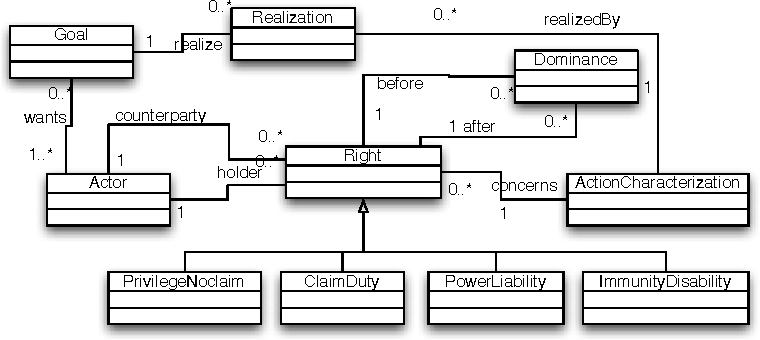 0..*
Realization
0..*
realizedBy
Goal
1
realize
Dominance
before
0..*
1
0..*
wants
counterparty
1
1 after
0..*
1..*
0..*
Right
0..*
Actor
1
holder
1
0..*
concerns
1
ActionCharacterization
PrivilegeNoclaim
ClaimDuty
PowerLiability
ImmunityDisability